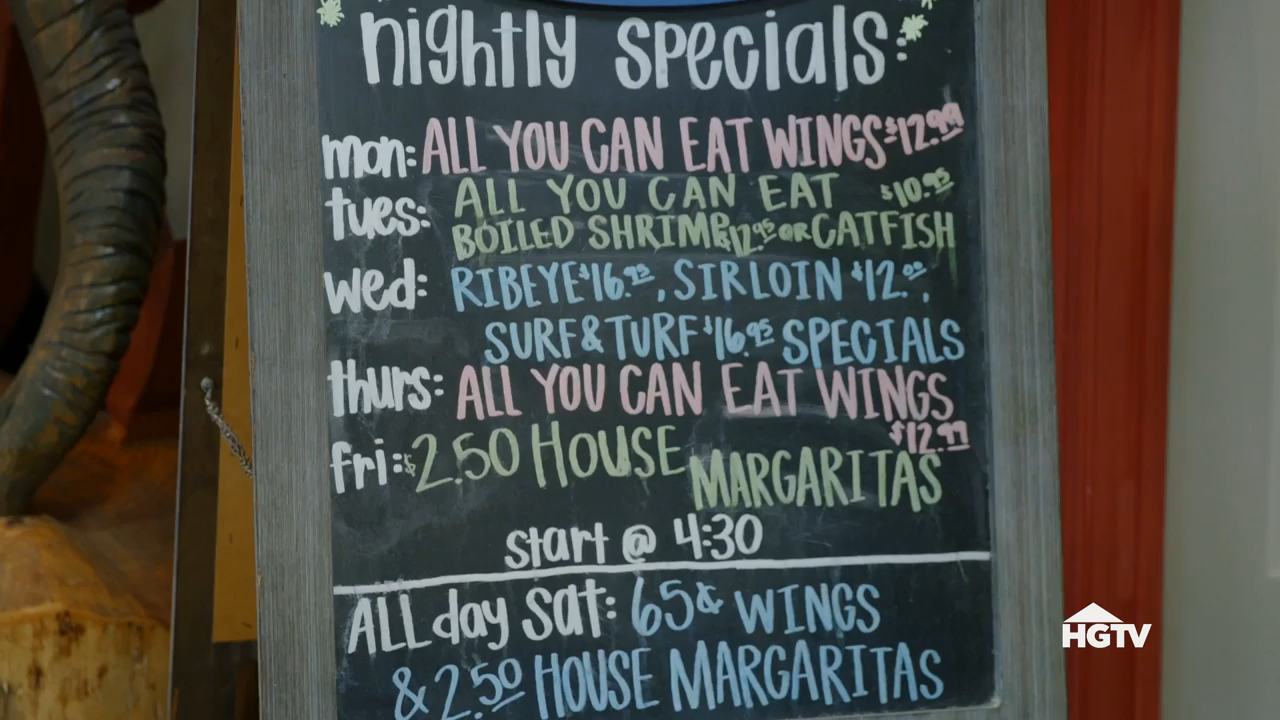 nightly specials:
mon: ALL YOU CAN EAT WINGS $12.99
tues: ALL YOU CAN EAT $10.95
BOILED SHRIMP $12.95 OR CATFISH
wed: RIBEYE $16.95, SIRLOIN $12.00,
SURF & TURF $16.95 SPECIALS
thurs: ALL YOU CAN EAT WINGS
$12.99
fri: $2.50 HOUSE MARGARITAS
start @ 4:30
ALL day sat: 65¢ WINGS
& 2.50 HOUSE MARGARITAS
HGTV